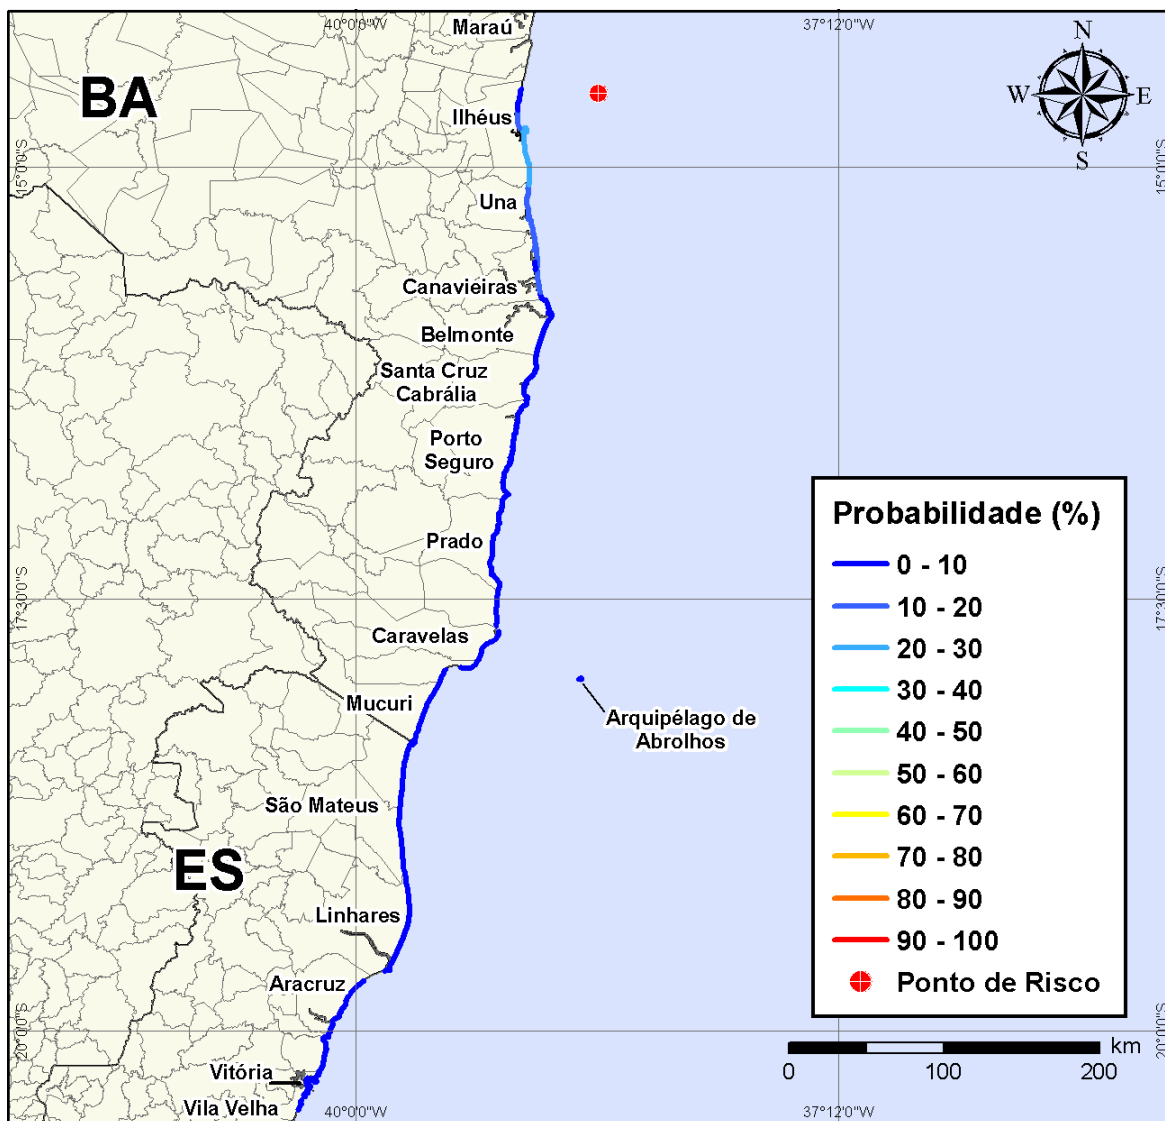 40°0'0"W
37°12'0"W
Maraú
N
W
E
S
BA
Ilhéus
15°0'0"S
15°0'0"S
Una
Canavieiras
Belmonte
Santa Cruz
Cabrália
Porto
Seguro
Probabilidade (%)
0 - 10
10 - 20
20 - 30
30 - 40
40 - 50
50 - 60
60 - 70
70 - 80
80 - 90
90 - 100
Ponto de Risco
Prado
17°30'0"S
17°30'0"S
Caravelas
Mucuri
Arquipélago de
Abrolhos
São Mateus
ES
Linhares
Aracruz
20°0'0"S
20°0'0"S
km
0
100
200
Vitória
Vila Velha
40°0'0"W
37°12'0"W